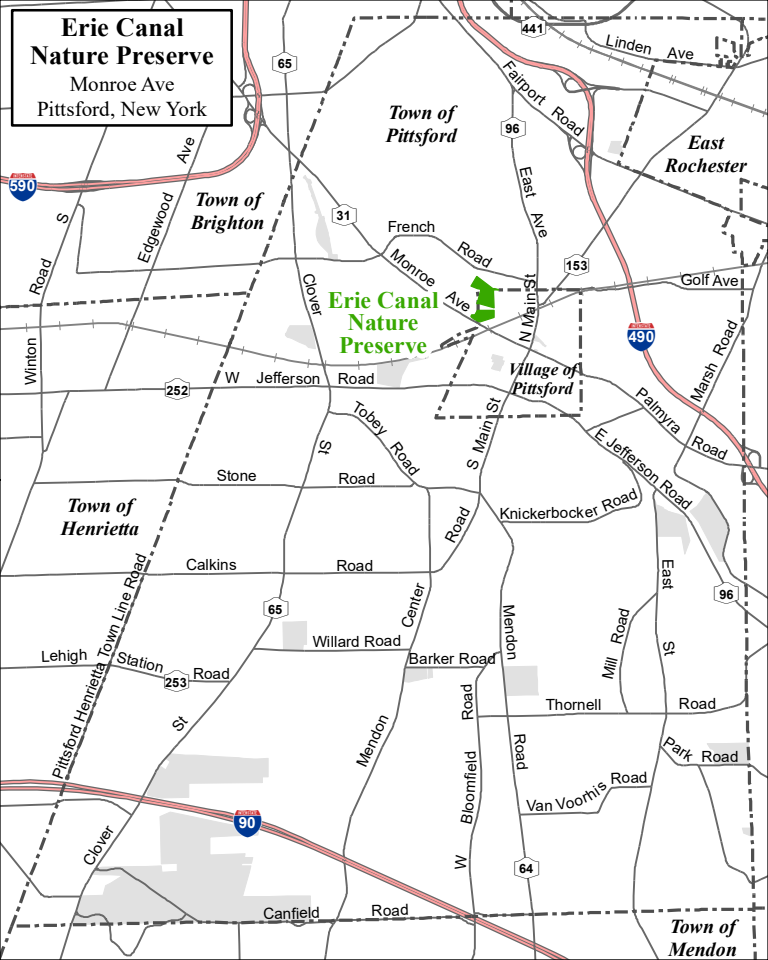 Erie Canal
Nature Preserve
Monroe Ave
Pittsford, New York
65
441
Linden Ave
Fairport Road
Town of
Pittsford
96
East
Rochester
590
Edgewood Ave
Town of
Brighton
31
East Ave
French Road
153
Winton Road S
Monroe Ave
Golf Ave
Clover St
Erie Canal
Nature
Preserve
N Main St
490
Marsh Road
Village of
Pittsford
252
W Jefferson Road
Palmyra Road
Tobey Road
S Main St
E Jefferson Road
Stone Road
Town of
Henrietta
Knickerbocker Road
Calkins Road
Pittsford Henrietta Town Line Road
65
Mendon Center Road
96
East St
Mill Road
Willard Road
Mendon Road
Lehigh Station Road
253
Barker Road
Thornell Road
Clover St
W Bloomfield Road
Park Road
Van Voorhis Road
90
64
Canfield Road
Town of
Mendon